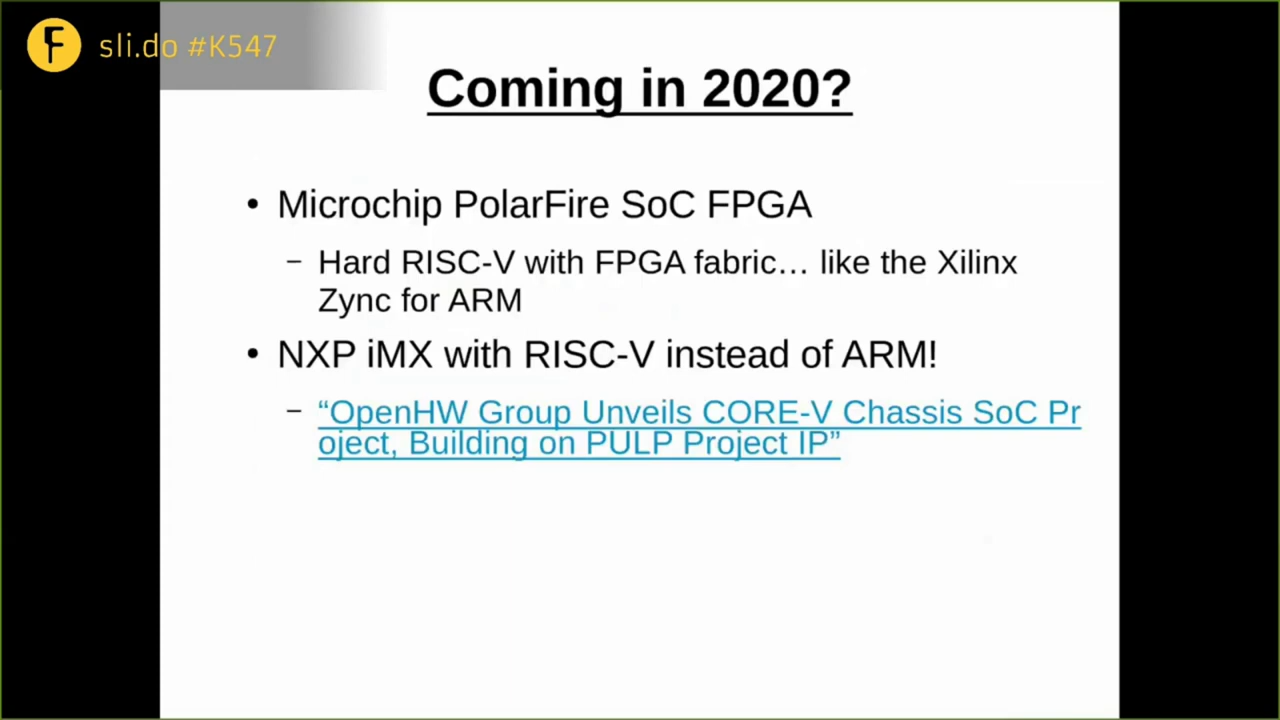 sli.do #K547
Coming in 2020?
• Microchip PolarFire SoC FPGA
– Hard RISC-V with FPGA fabric… like the Xilinx
Zync for ARM
• NXP iMX with RISC-V instead of ARM!
– “OpenHW Group Unveils CORE-V Chassis SoC Pr
oject, Building on PULP Project IP”